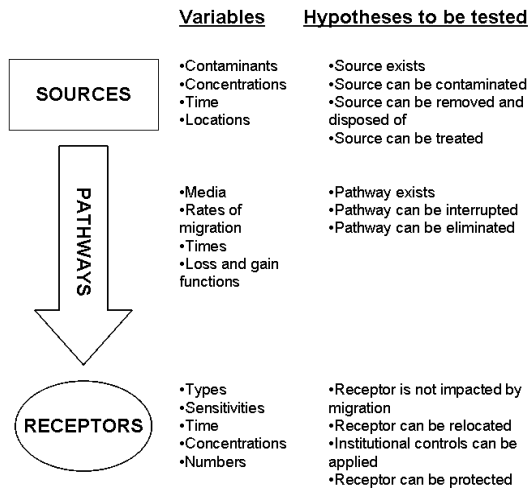 Variables
Hypotheses to be tested
SOURCES
•Contaminants
•Concentrations
•Time
•Locations
•Source exists
•Source can be contaminated
•Source can be removed and
disposed of
•Source can be treated
PATHWAYS
•Media
•Rates of
migration
•Times
•Loss and gain
functions
•Pathway exists
•Pathway can be interrupted
•Pathway can be eliminated
RECEPTORS
•Types
•Sensitivities
•Time
•Concentrations
•Numbers
•Receptor is not impacted by
migration
•Receptor can be relocated
•Institutional controls can be
applied
•Receptor can be protected